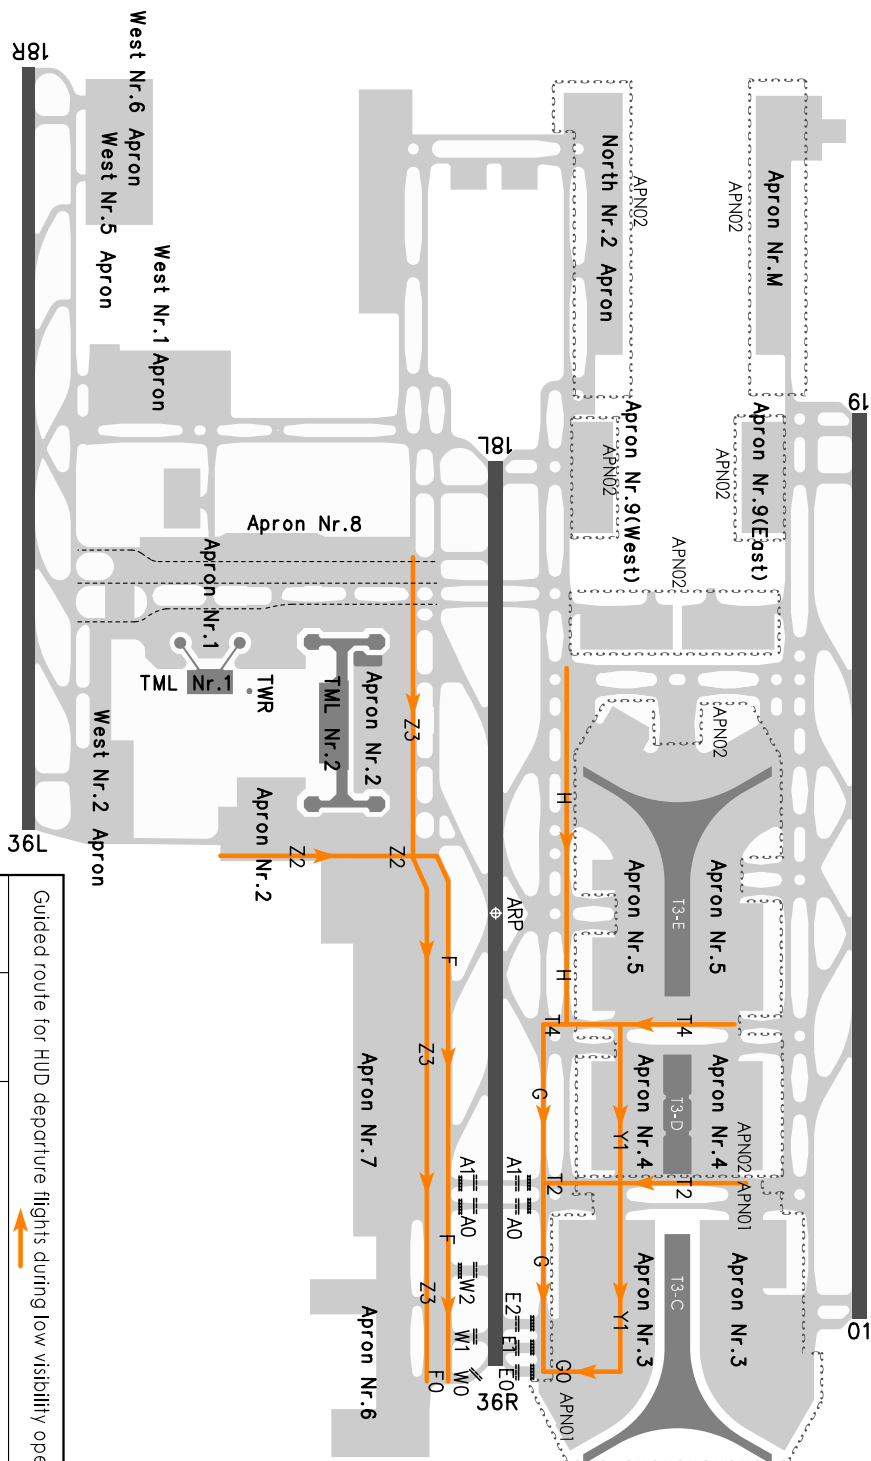 West Nr.6 Apron
West Nr.5 Apron
West Nr.1 Apron
18R
36L
North Nr.2 Apron
APN02
APN02
Apron Nr.M
19
18L
Apron Nr.9(West)
APN02
APN02
Apron Nr.9(East)
Apron Nr.8
APN02
Apron Nr.1
TML Nr.1
TWR
TML Nr.2
Apron Nr.2
Z3
APN02
West Nr.2 Apron
Apron Nr.2
Z2
Z2
H
ARP
H
Apron Nr.5
T3-E
Apron Nr.5
F
Z3
T4
T4
G
Apron Nr.7
Apron Nr.4
T3-D
Apron Nr.4
Y1
APN02
APN01
A1
A1
T2
T2
A0
A0
F
G
Z3
W2
E2
W1
E1
W0
E0
F0
36R
G0
APN01
Y1
Apron Nr.3
T3-C
Apron Nr.3
01
Apron Nr.6
Guided route for HUD departure flights during low visibility ope